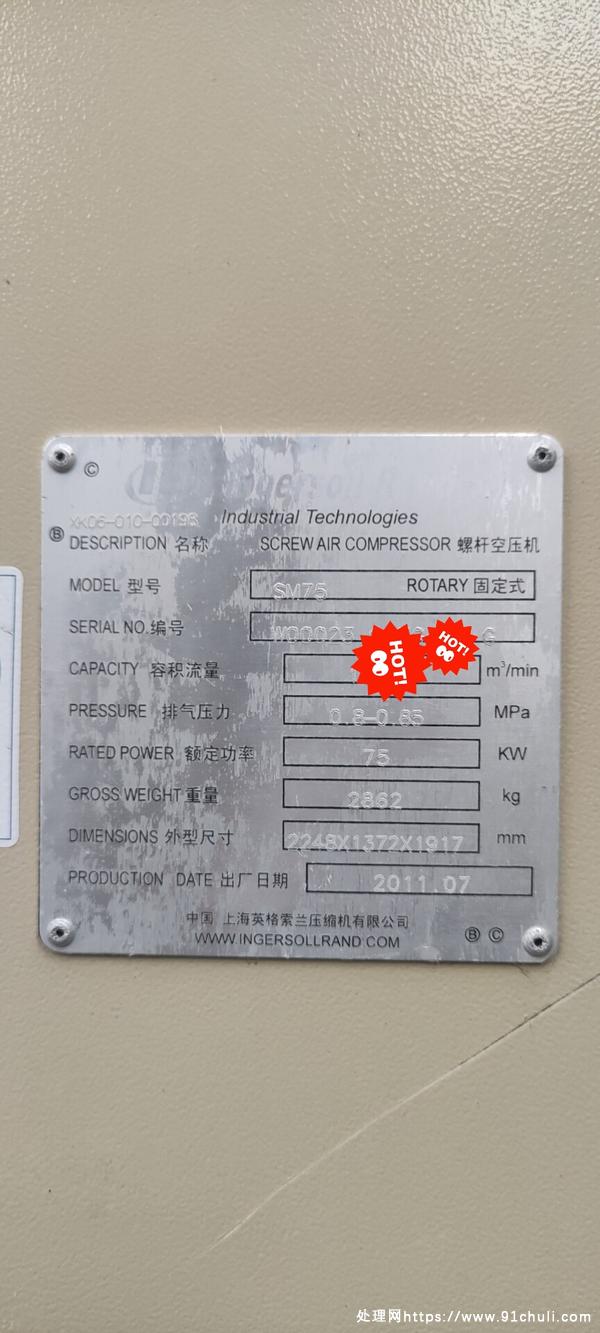 ©
Industrial Technologies
Ⓑ
DESCRIPTION 名称 SCREW AIR COMPRESSOR 螺杆空压机
MODEL 型号 SM75 ROTARY 固定式
SERIAL NO.编号 G
CAPACITY 容积流量 m³/min
HOT!
HOT!
PRESSURE 排气压力 0.8-0.85 MPa
RATED POWER 额定功率 75 KW
GROSS WEIGHT 重量 2862 kg
DIMENSIONS 外型尺寸 2248X1372X1917 mm
PRODUCTION DATE 出厂日期 2011.07
中国 上海英格索兰压缩机有限公司
WWW.INGERSOLLRAND.COM Ⓑ ©
处理网https://www.91chuli.com